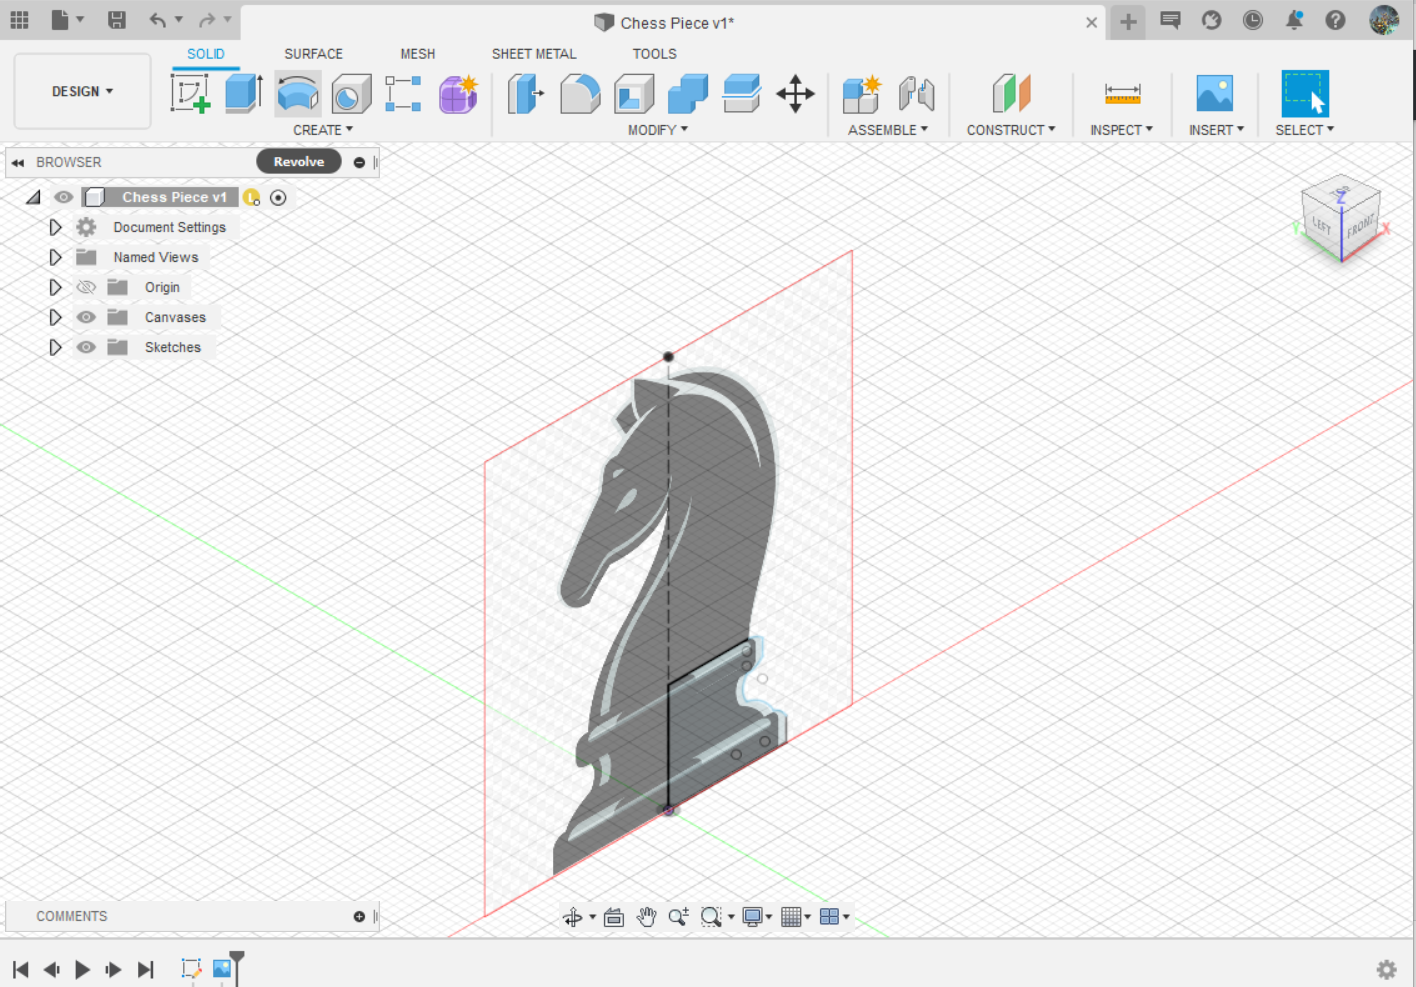 Chess Piece v1*
SOLID SURFACE MESH SHEET METAL TOOLS
DESIGN
CREATE MODIFY ASSEMBLE CONSTRUCT INSPECT INSERT SELECT
BROWSER
Revolve
Chess Piece v1
Document Settings
Named Views
Origin
Canvases
Sketches
TOP
Z
LEFT FRONT
Y X
COMMENTS